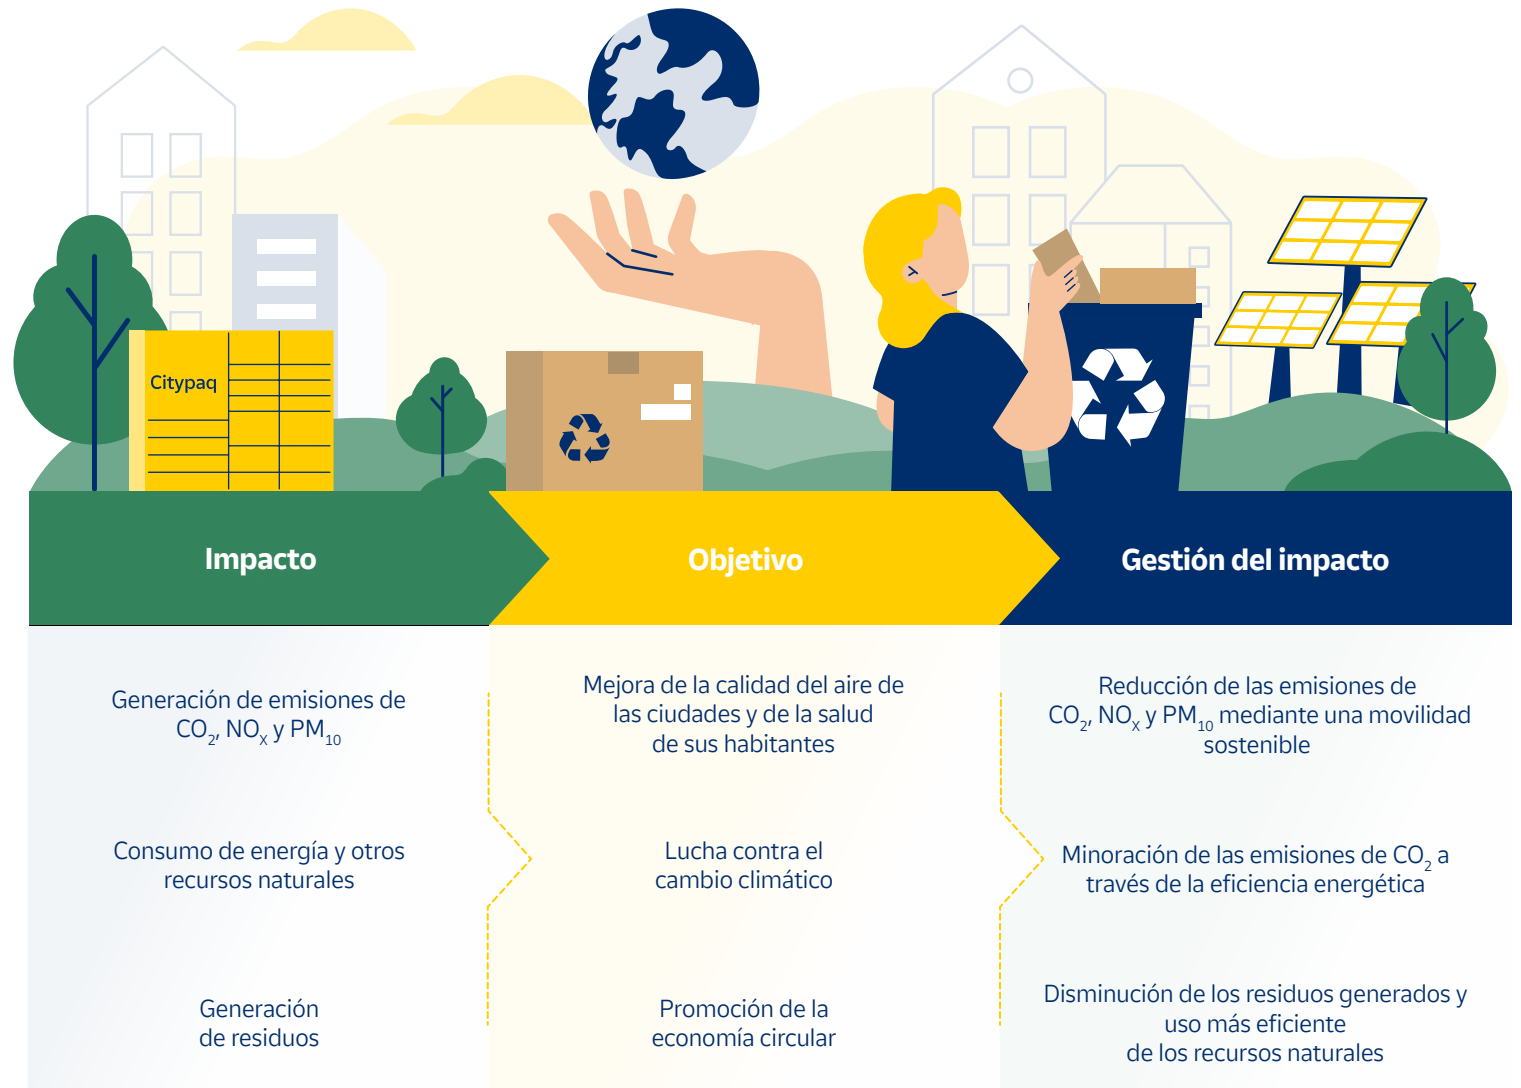 Citypaq
Impacto
Objetivo
Gestión del impacto
Generación de emisiones de
CO₂, NOₓ y PM₁₀
Mejora de la calidad del aire de
las ciudades y de la salud
de sus habitantes
Reducción de las emisiones de
CO₂, NOₓ y PM₁₀ mediante una movilidad
sostenible
Consumo de energía y otros
recursos naturales
Lucha contra el
cambio climático
Minoración de las emisiones de CO₂ a
través de la eficiencia energética
Generación
de residuos
Promoción de la
economía circular
Disminución de los residuos generados y
uso más eficiente
de los recursos naturales